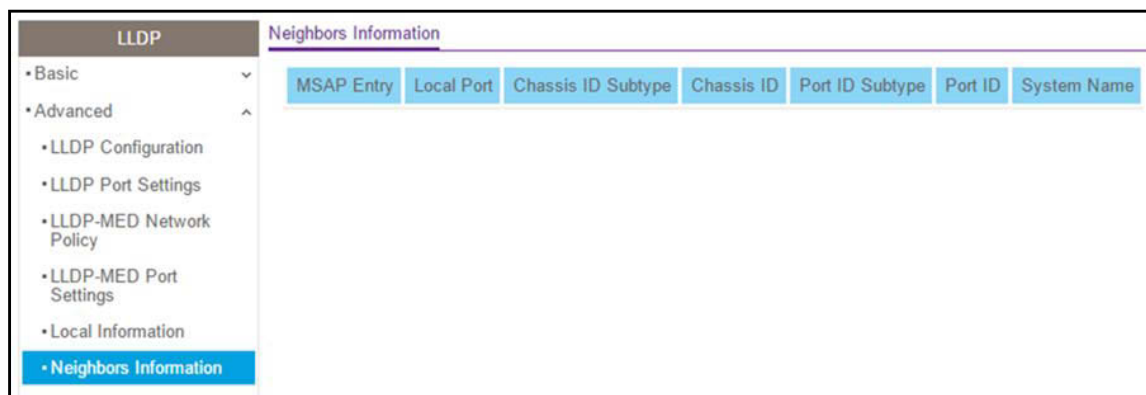 LLDP
• Basic
• Advanced
• LLDP Configuration
• LLDP Port Settings
• LLDP-MED Network
Policy
• LLDP-MED Port
Settings
• Local Information
• Neighbors Information
Neighbors Information
MSAP Entry Local Port Chassis ID Subtype Chassis ID Port ID Subtype Port ID System Name